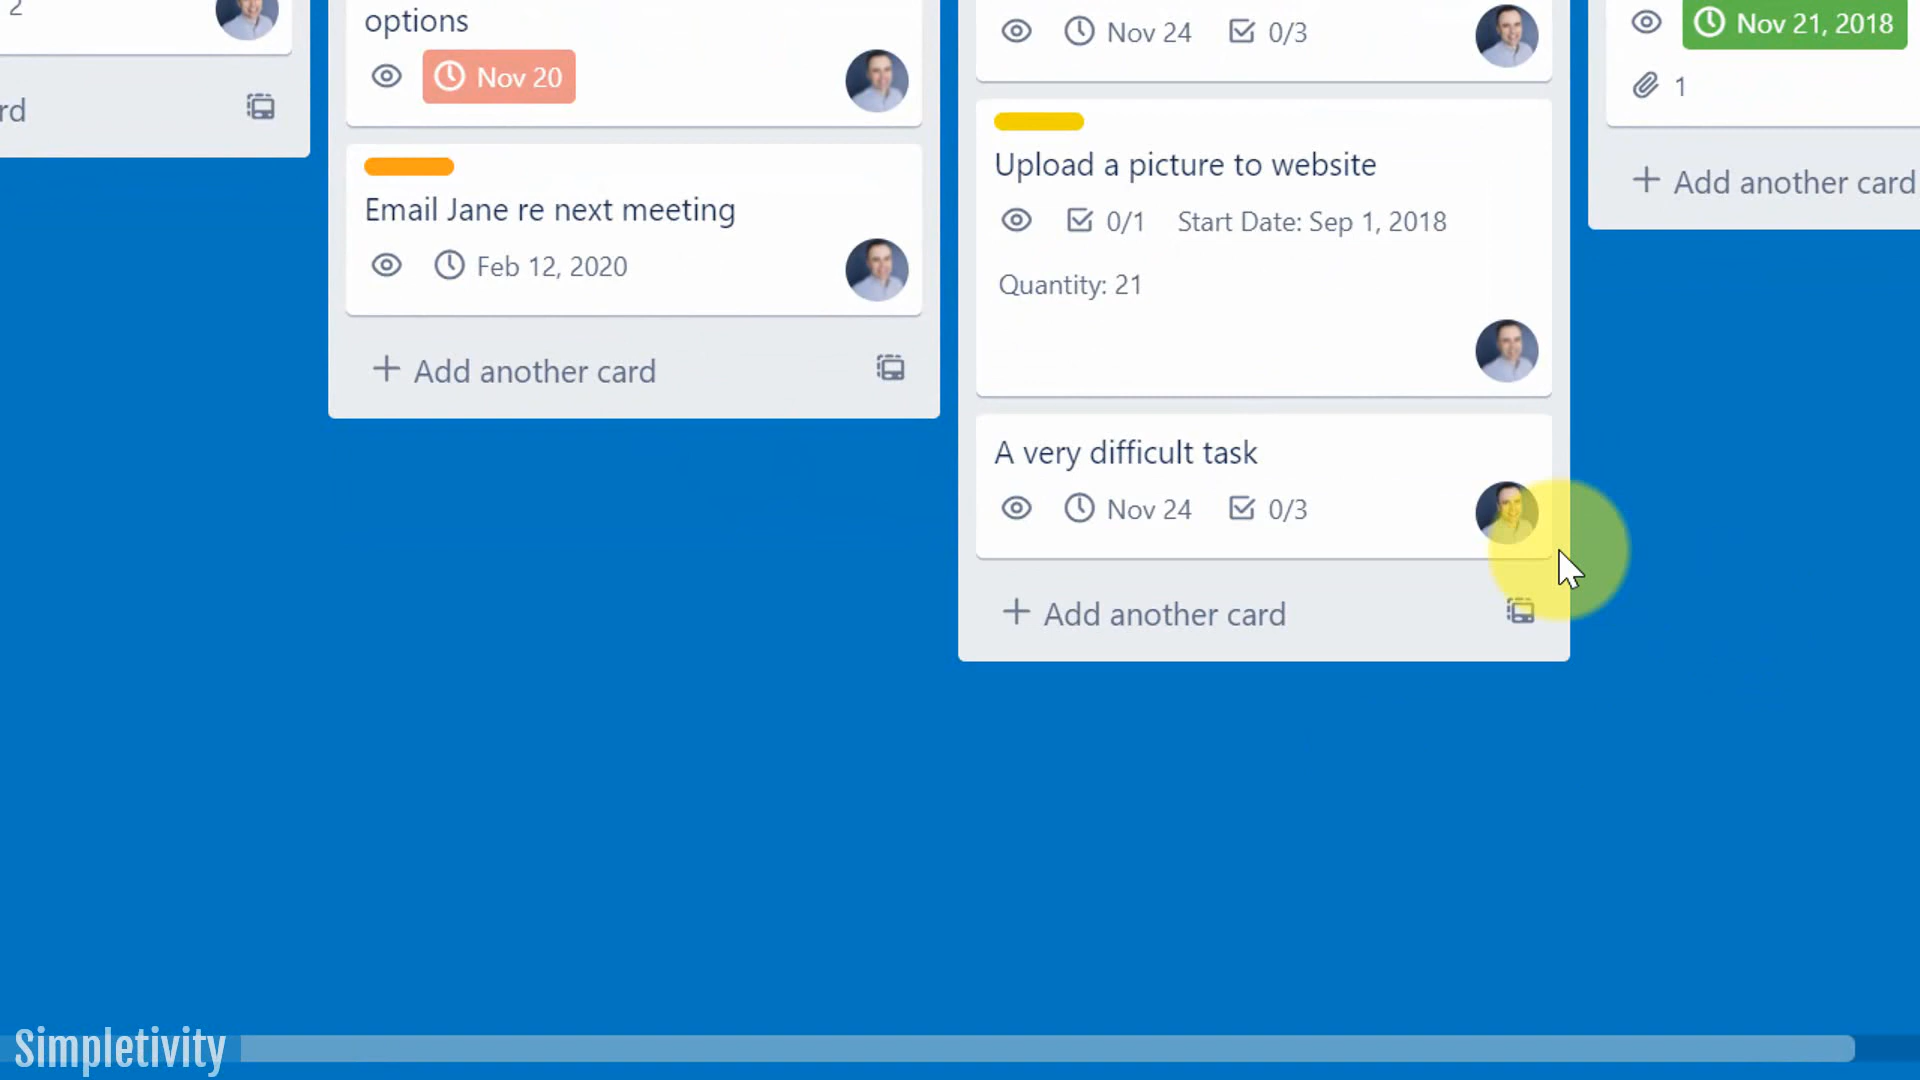 2
rd
options
Nov 20
Email Jane re next meeting
Feb 12, 2020
+ Add another card
Nov 24 0/3
Upload a picture to website
0/1 Start Date: Sep 1, 2018
Quantity: 21
A very difficult task
Nov 24 0/3
+ Add another card
Nov 21, 2018
1
+ Add another card
Simpletivity